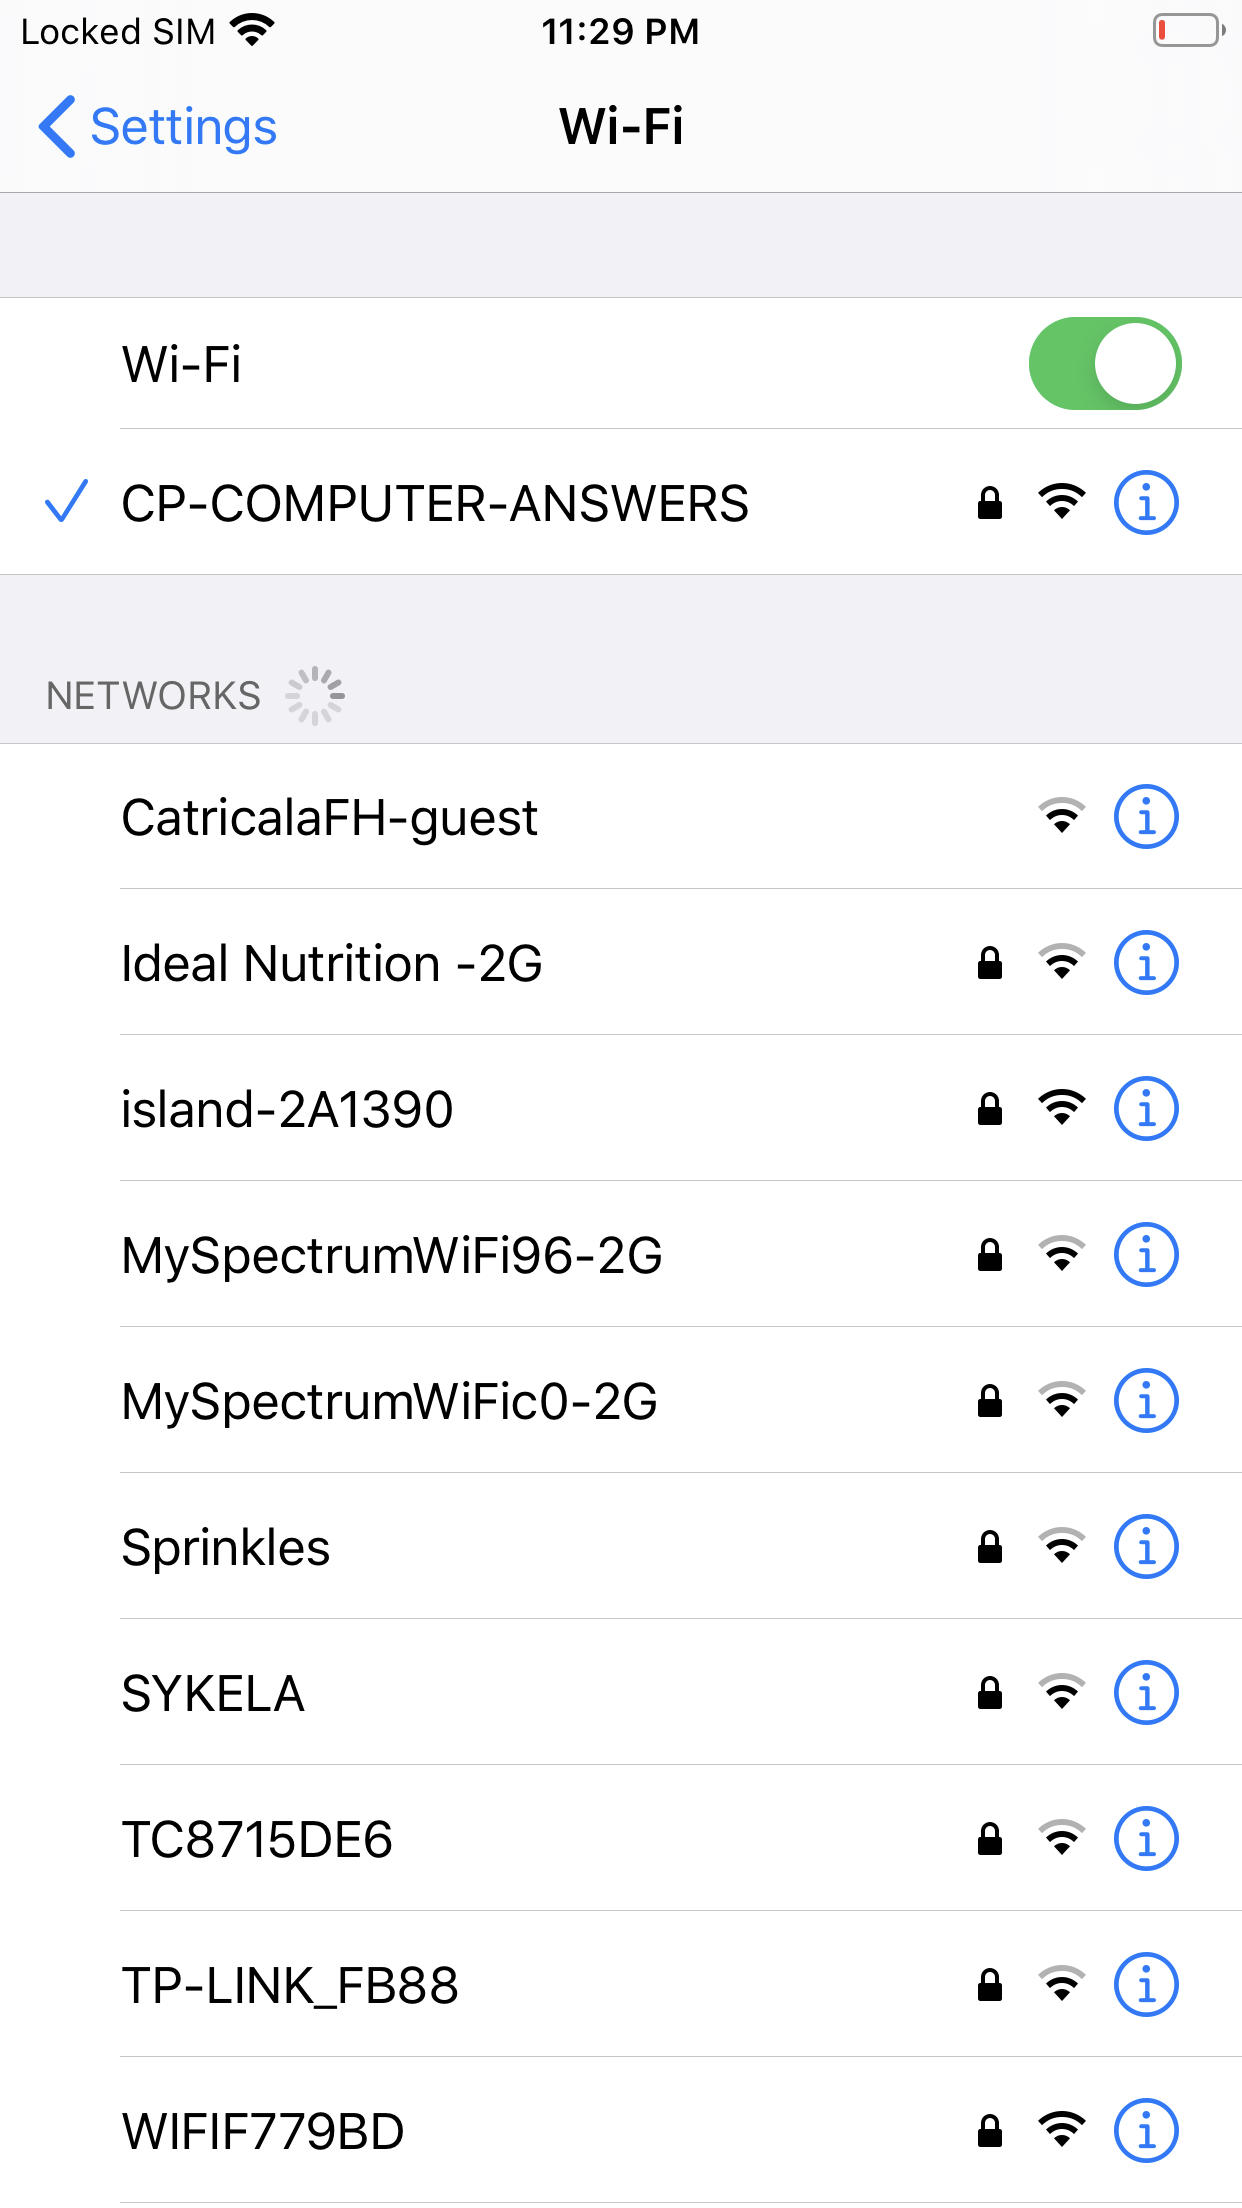 Locked SIM 11:29 PM
Settings Wi-Fi
Wi-Fi
CP-COMPUTER-ANSWERS
NETWORKS
CatricalaFH-guest
Ideal Nutrition -2G
island-2A1390
MySpectrumWiFi96-2G
MySpectrumWiFic0-2G
Sprinkles
SYKELA
TC8715DE6
TP-LINK_FB88
WIFIF779BD